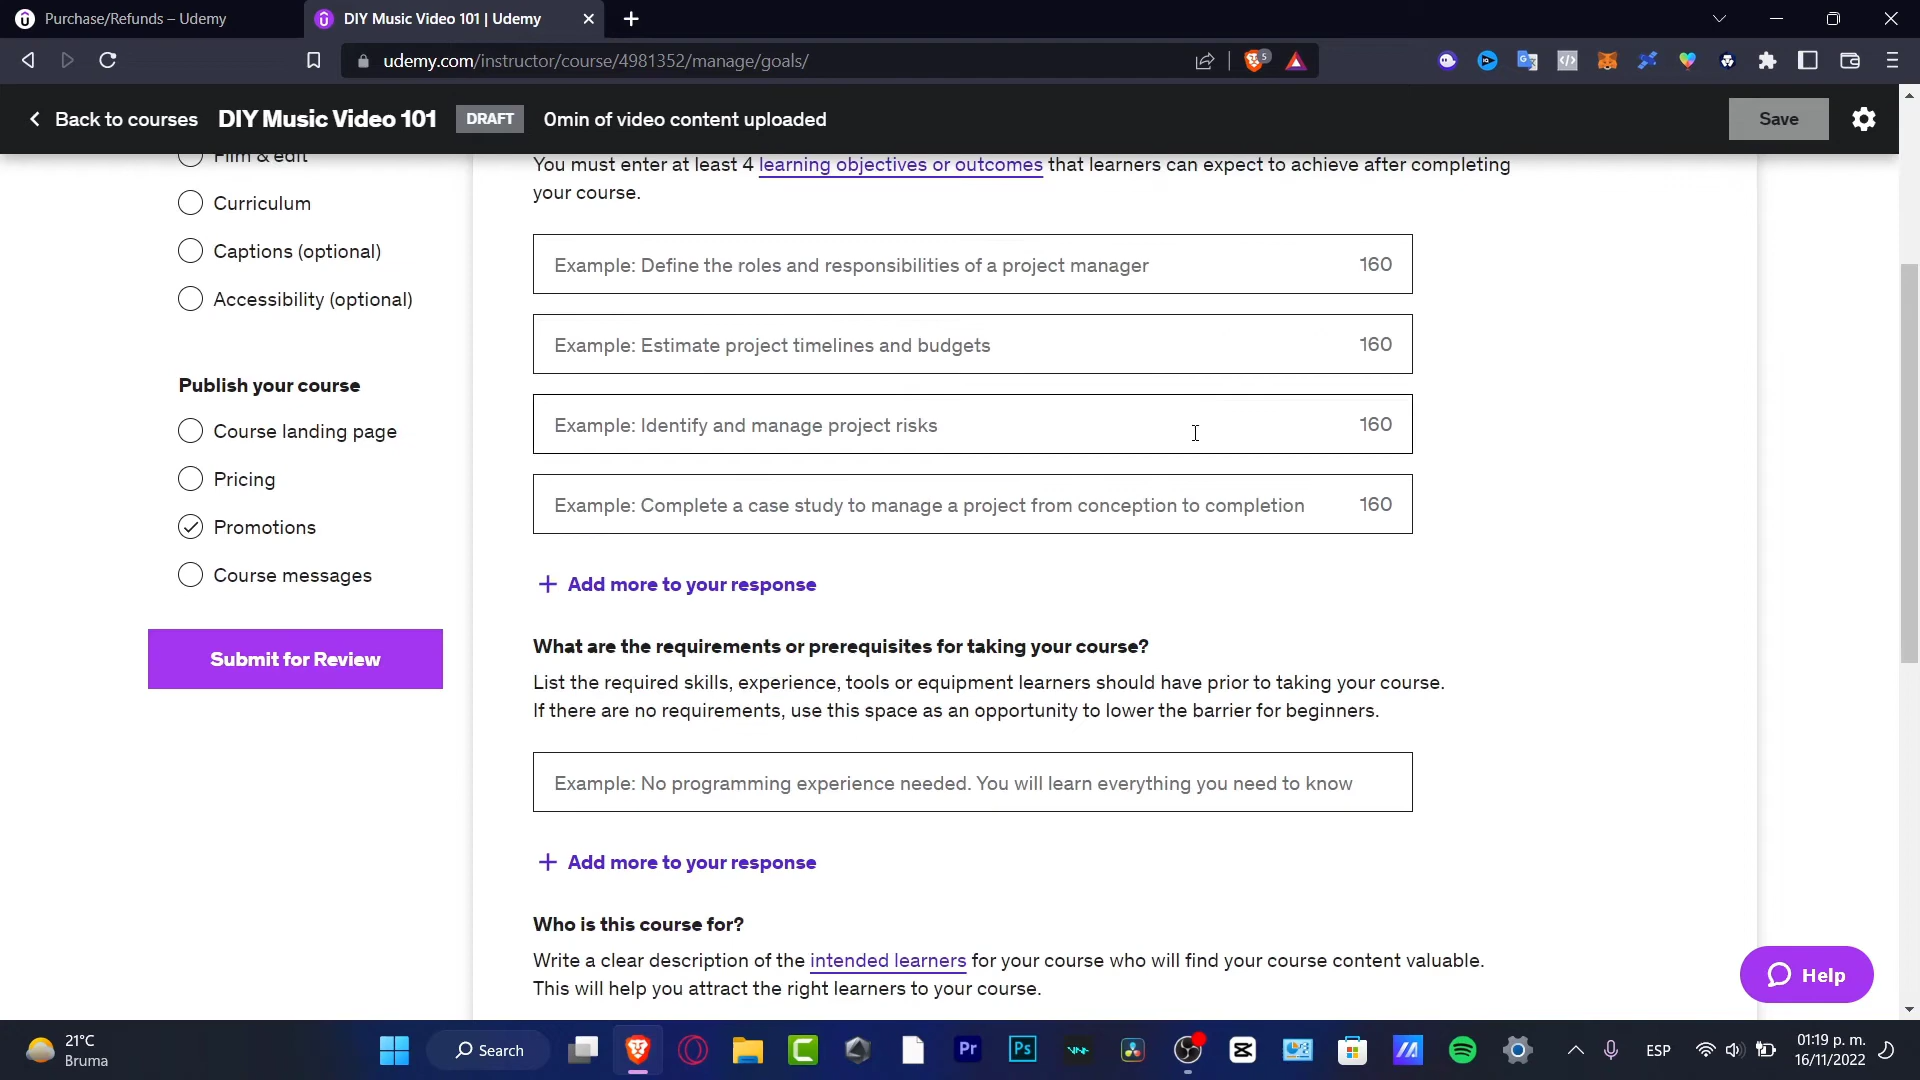 Purchase/Refunds – Udemy
DIY Music Video 101 | Udemy
udemy.com/instructor/course/4981352/manage/goals/
5
Back to courses
DIY Music Video 101
DRAFT
0min of video content uploaded
Save
Film & edit
Curriculum
Captions (optional)
Accessibility (optional)
Publish your course
Course landing page
Pricing
Promotions
Course messages
Submit for Review
You must enter at least 4 learning objectives or outcomes that learners can expect to achieve after completing
your course.
Example: Define the roles and responsibilities of a project manager
160
Example: Estimate project timelines and budgets
160
Example: Identify and manage project risks
160
Example: Complete a case study to manage a project from conception to completion
160
Add more to your response
What are the requirements or prerequisites for taking your course?
List the required skills, experience, tools or equipment learners should have prior to taking your course.
If there are no requirements, use this space as an opportunity to lower the barrier for beginners.
Example: No programming experience needed. You will learn everything you need to know
Add more to your response
Who is this course for?
Write a clear description of the intended learners for your course who will find your course content valuable.
This will help you attract the right learners to your course.
Help
21°C
Bruma
Search
Pr
Ps
ESP
01:19 p. m.
16/11/2022